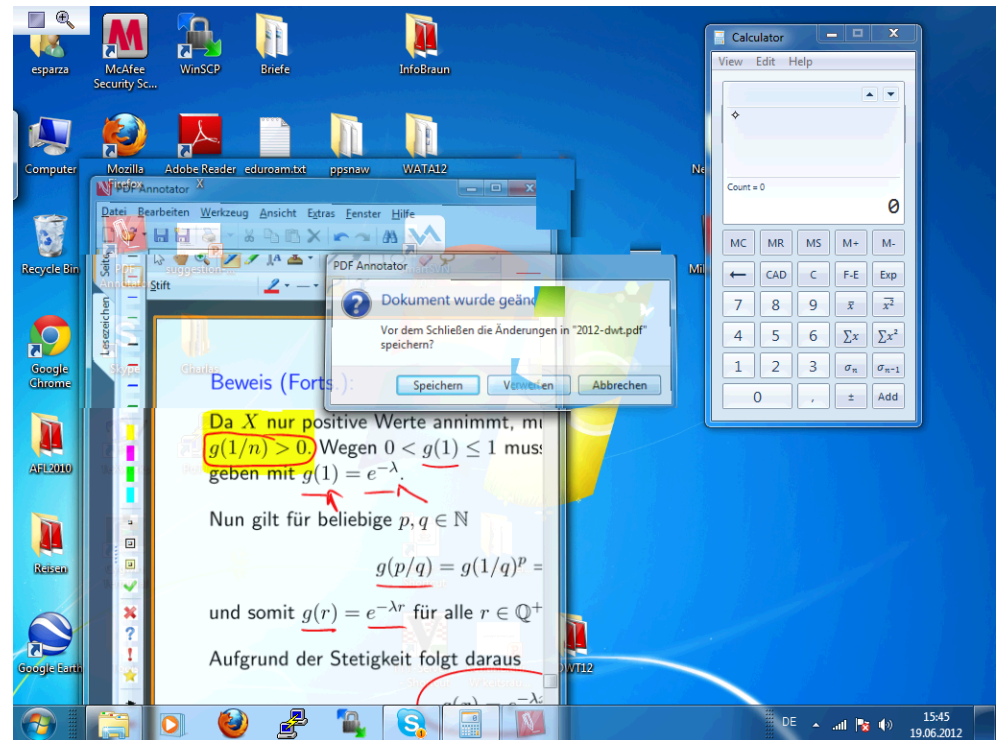 esparza
McAfee
Security Sc...
WinSCP
Briefe
InfoBraun
Computer
Mozilla
Firefox
Adobe Reader
X
eduroam.txt
ppsnaw
WATA12
Recycle Bin
Google
Chrome
AFL2010
Reisen
Google Earth
Skype
Charlas
PDF Annotator
Datei Bearbeiten Werkzeug Ansicht Extras Fenster Hilfe
Stift
Seite
Lesezeichen
Beweis (Forts.):
Da X nur positive Werte annimmt, mu
g(1/n) > 0. Wegen 0 < g(1) ≤ 1 muss
geben mit g(1) = e^{−λ}.
Nun gilt für beliebige p, q ∈ ℕ
g(p/q) = g(1/q)^p =
und somit g(r) = e^{−λr} für alle r ∈ ℚ^+
Aufgrund der Stetigkeit folgt daraus
PDF Annotator
Dokument wurde geänd
Vor dem Schließen die Änderungen in "2012-dwt.pdf"
speichern?
Speichern Verwerfen Abbrechen
Calculator
View Edit Help
Count = 0
0
MC MR MS M+ M-
← CAD C F-E Exp
7 8 9 x̅ x̅²
4 5 6 ∑x ∑x²
1 2 3 σn σn−1
0 , ± Add
DE
15:45
19.06.2012